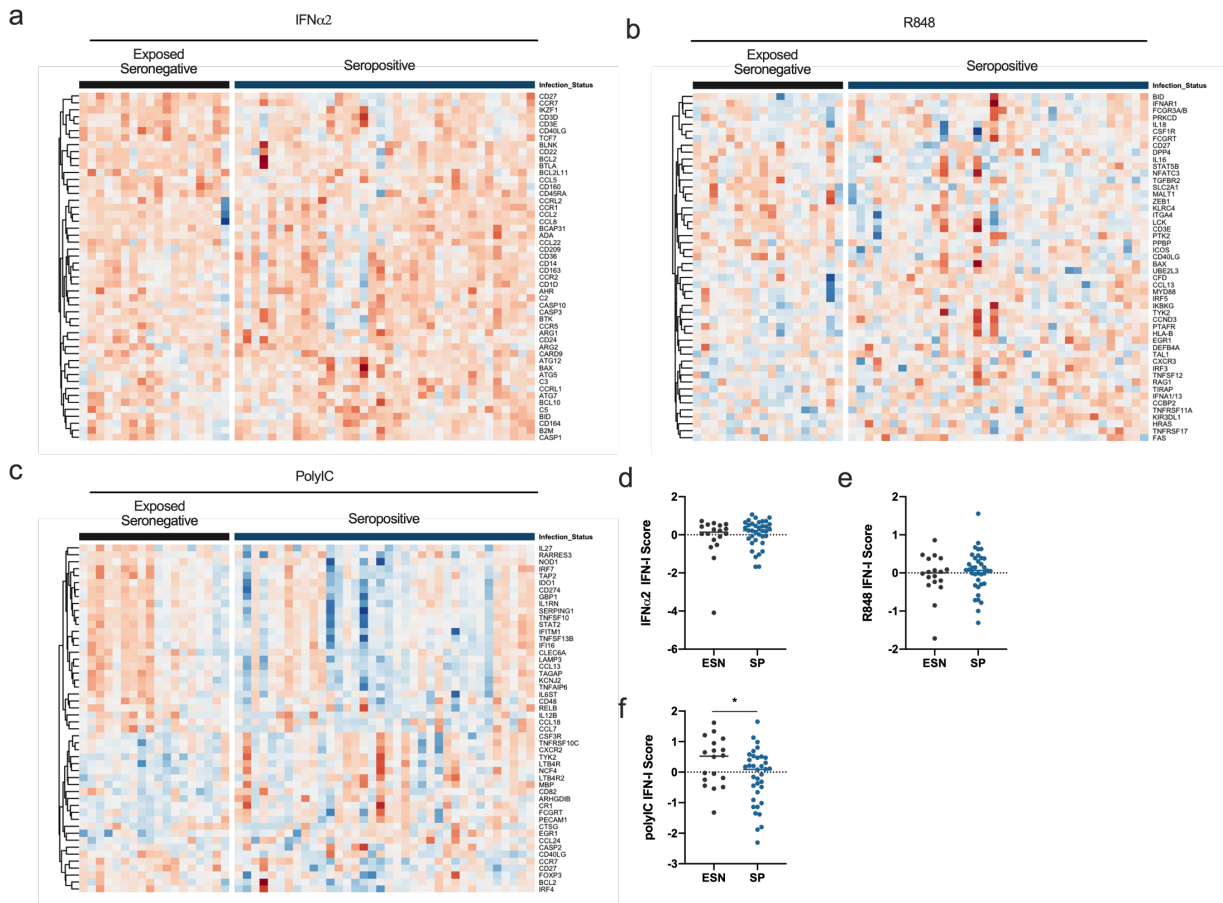 a
IFNα2
Exposed
Seronegative
Seropositive
Infection_Status
CD27
CCR7
IKZF1
CD3D
CD3E
CD40LG
TCF7
BLNK
CD22
BCL2
BTLA
BCL2L11
CCL5
CD160
CD45RA
CCRL2
CCR1
CCL2
CCL8
BCAP31
ADA
CCL22
CD209
CD36
CD14
CD163
CCR2
CD1D
AHR
C2
CASP10
CASP3
BTK
CCR5
ARG1
CD24
ARG2
CARD9
ATG12
BAX
ATG5
C3
CCRL1
ATG7
BCL10
C5
BID
CD164
B2M
CASP1
b
R848
Exposed
Seronegative
Seropositive
Infection_Status
BID
IFNAR1
FCGR3A/B
PRKCD
IL18
CSF1R
FCGRT
CD27
DPP4
IL16
STAT5B
NFATC3
TGFBR2
SLC2A1
MALT1
ZEB1
KLRC4
ITGA4
LCK
CD3E
PTK2
PPBP
ICOS
CD40LG
BAX
UBE2L3
CFD
CCL13
MYD88
IRF5
IKBKG
TYK2
CCND3
PTAFR
HLA-B
EGR1
DEFB4A
TAL1
CXCR3
IRF3
TNFSF12
RAG1
TIRAP
IFNA1/13
CCBP2
TNFRSF11A
KIR3DL1
HRAS
TNFRSF17
FAS
c
PolyIC
Exposed
Seronegative
Seropositive
Infection_Status
IL27
RARRES3
NOD1
IRF7
TAP2
IDO1
CD274
GBP1
IL1RN
SERPING1
TNFSF10
STAT2
IFITM1
TNFSF13B
IFI16
CLEC6A
LAMP3
CCL13
TAGAP
KCNJ2
TNFAIP6
IL6ST
CD48
RELB
IL12B
CCL18
CCL7
CSF3R
TNFRSF10C
CXCR2
TYK2
LTB4R
NCF4
LTB4R2
MBP
CD82
ARHGDIB
CR1
FCGRT
PECAM1
CTSG
EGR1
CCL24
CASP2
CD40LG
CCR7
CD27
FOXP3
BCL2
IRF4
d
IFNα2 IFN-I Score
2
0
-2
-4
-6
ESN SP
e
R848 IFN-I Score
2
1
0
-1
-2
ESN SP
f
polyIC IFN-I Score
*
2
1
0
-1
-2
-3
ESN SP